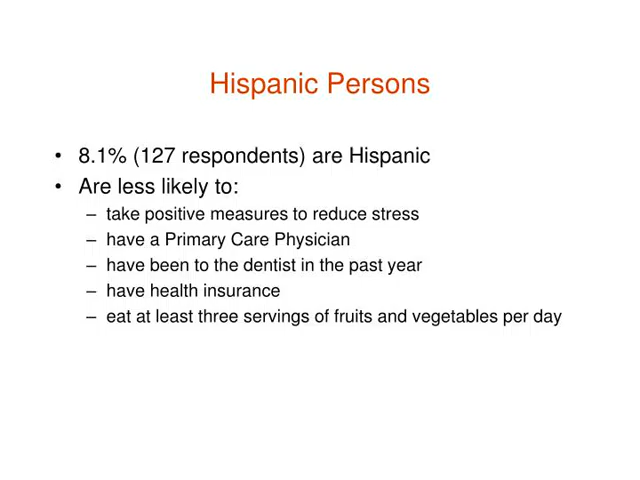 Hispanic Persons
• 8.1% (127 respondents) are Hispanic
• Are less likely to:
– take positive measures to reduce stress
– have a Primary Care Physician
– have been to the dentist in the past year
– have health insurance
– eat at least three servings of fruits and vegetables per day